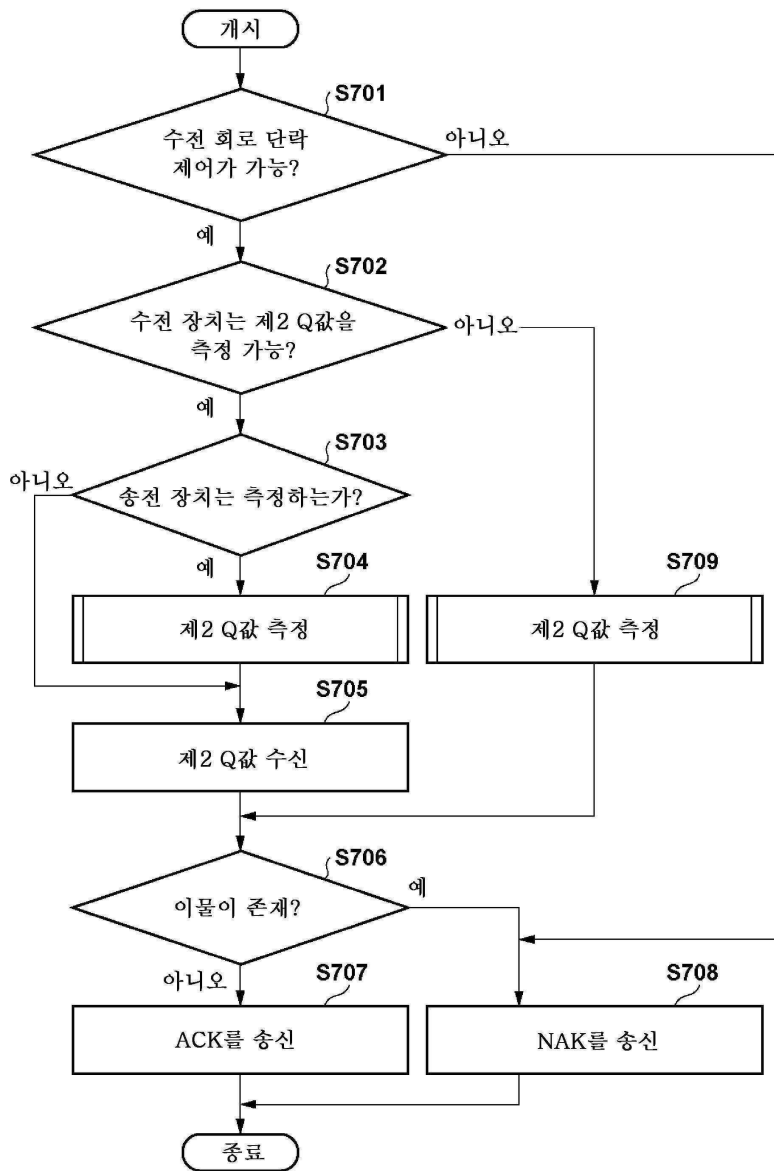 개시
S701
수전 회로 단락
제어가 가능?
아니오
예
S702
수전 장치는 제2 Q값을
측정 가능?
아니오
예
S703
아니오
송전 장치는 측정하는가?
예
S704
제2 Q값 측정
S709
제2 Q값 측정
S705
제2 Q값 수신
S706
이물이 존재?
예
아니오
S707
ACK를 송신
S708
NAK를 송신
종료